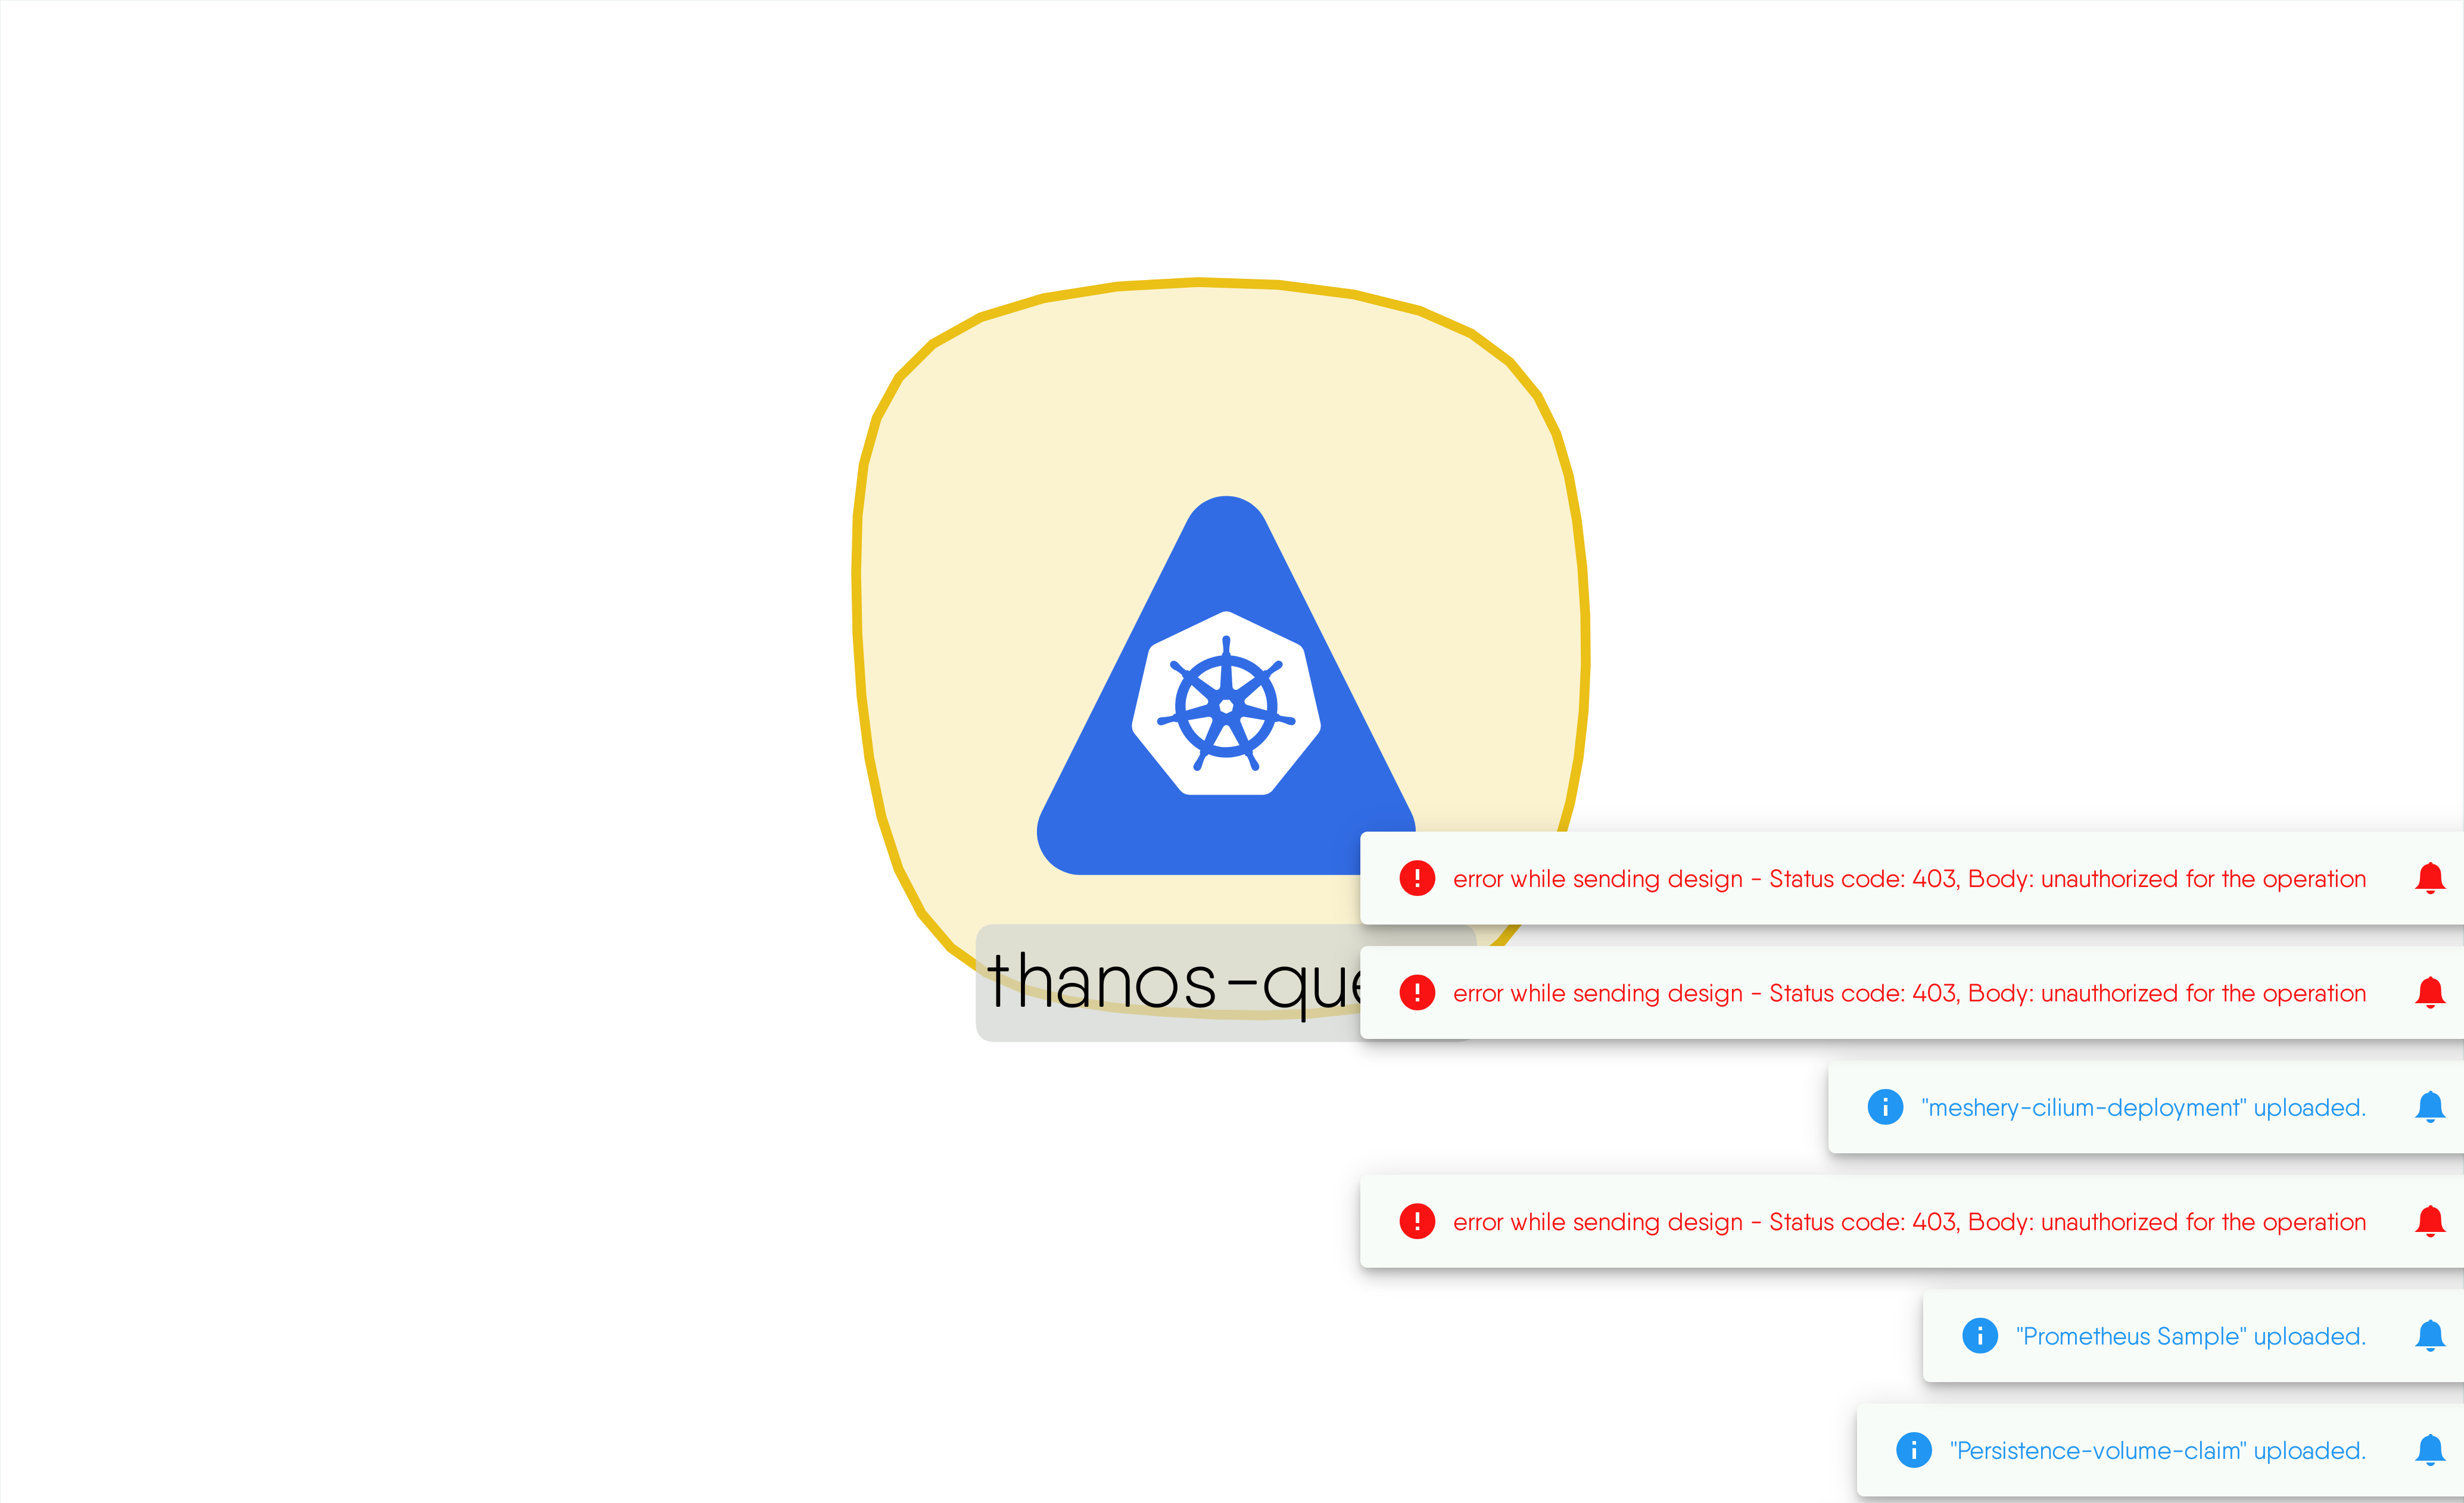 error while sending design - Status code: 403, Body: unauthorized for the operation
thanos-que
error while sending design - Status code: 403, Body: unauthorized for the operation
"meshery-cilium-deployment" uploaded.
error while sending design - Status code: 403, Body: unauthorized for the operation
"Prometheus Sample" uploaded.
"Persistence-volume-claim" uploaded.